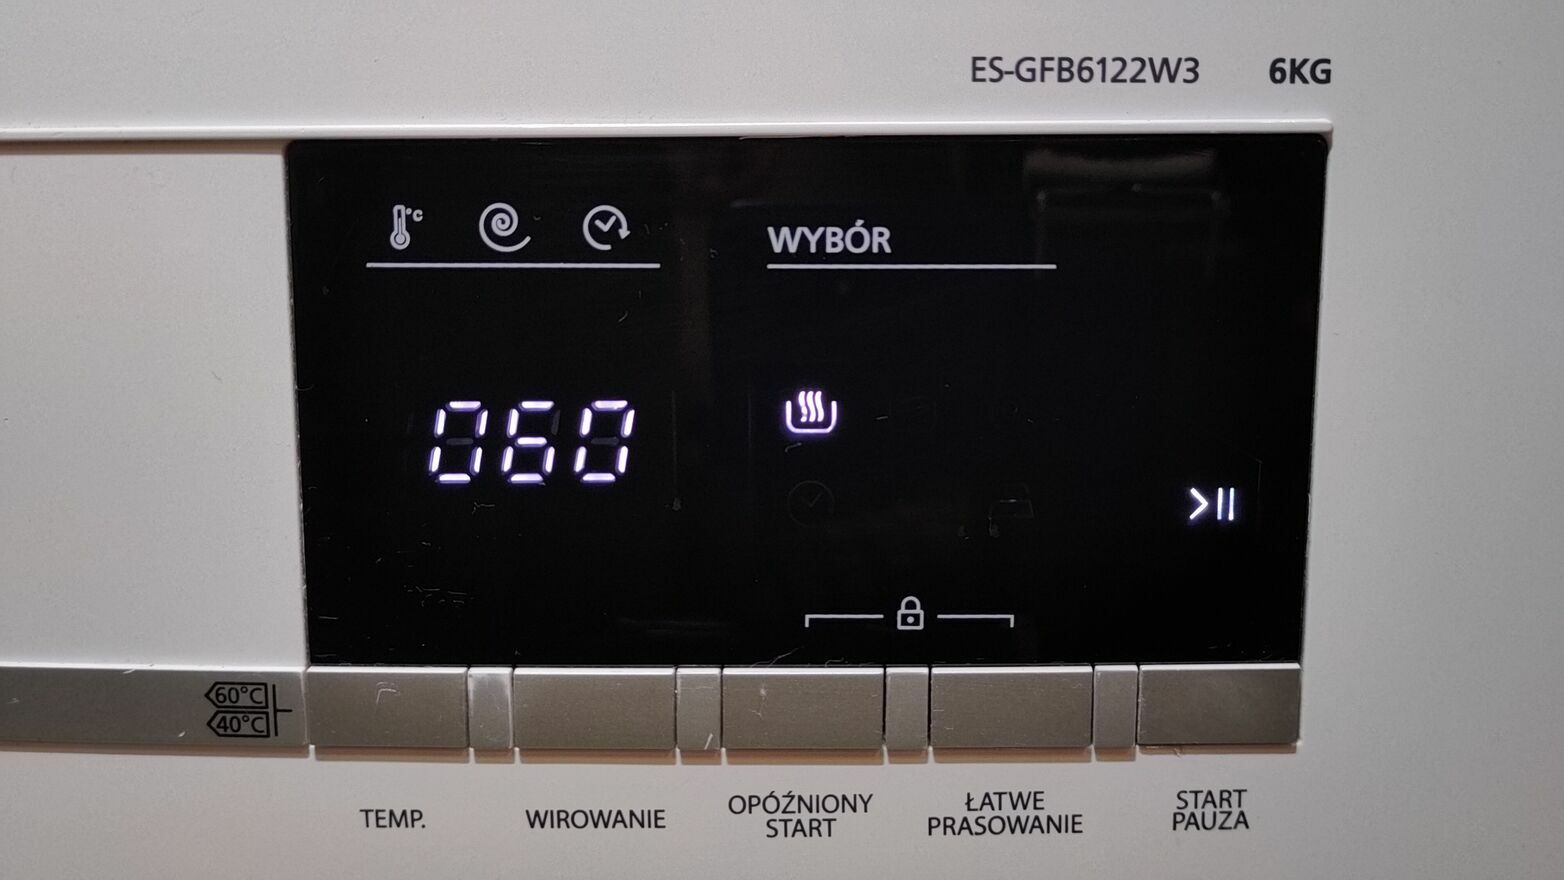 ES-GFB6122W3 6KG
°C
WYBÓR
060
60°C
40°C
TEMP.
WIROWANIE
OPÓŹNIONY
START
ŁATWE
PRASOWANIE
START
PAUZA